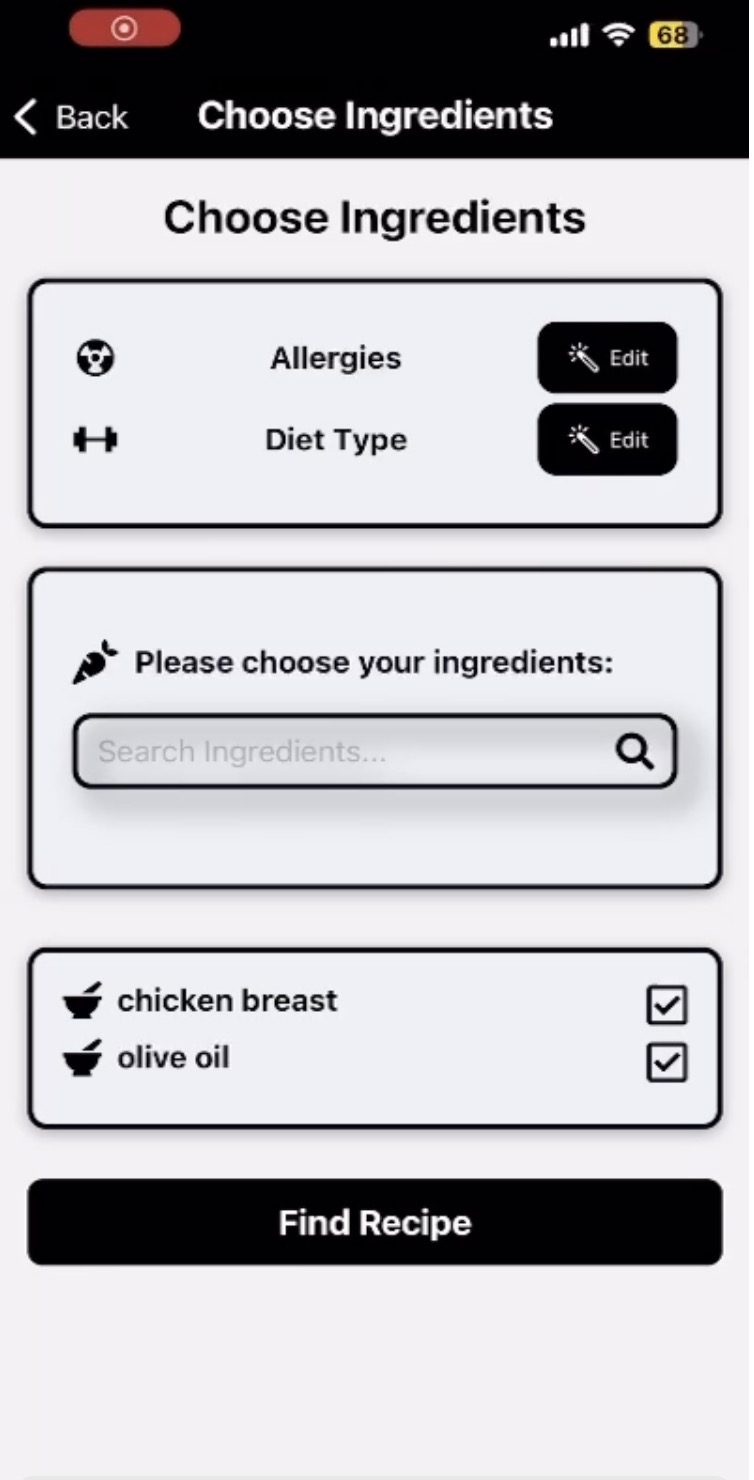 68
Back Choose Ingredients
Choose Ingredients
Allergies Edit
Diet Type Edit
Please choose your ingredients:
Search Ingredients...
chicken breast
olive oil
Find Recipe